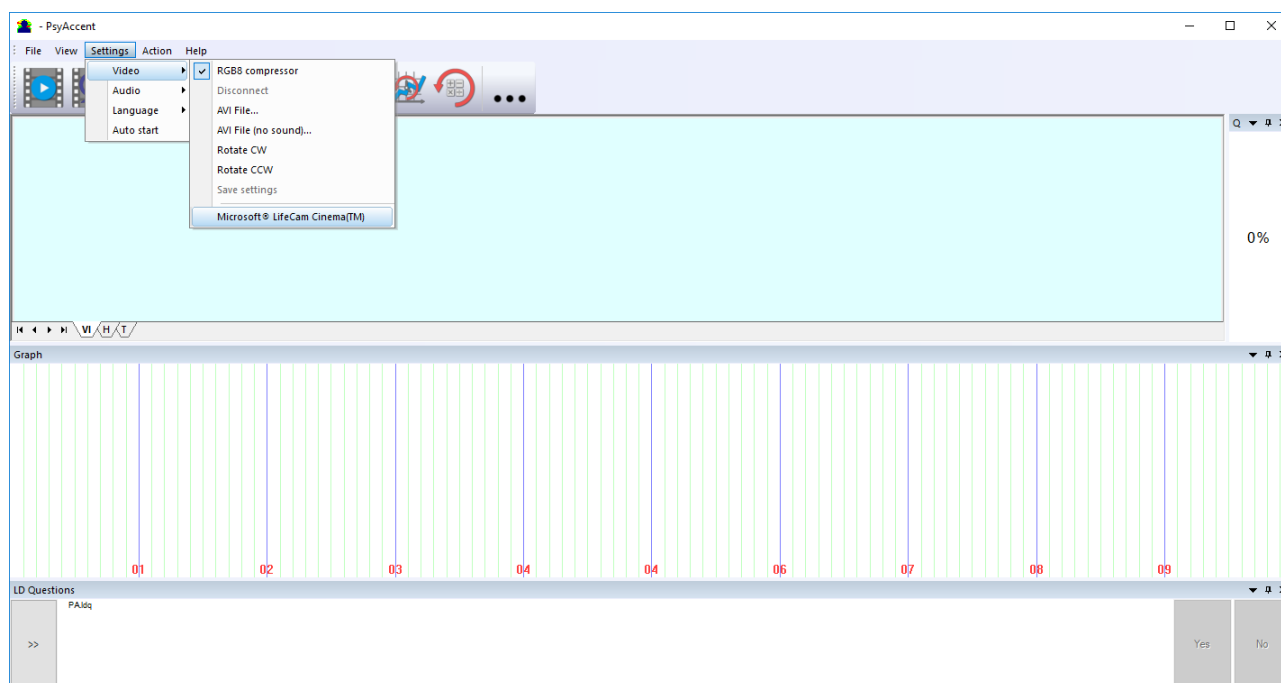 - PsyAccent
File View Settings Action Help
Video
Audio
Language
Auto start
RGB8 compressor
Disconnect
AVI File...
AVI File (no sound)...
Rotate CW
Rotate CCW
Save settings
Microsoft® LifeCam Cinema(TM)
Q
0%
VI H T
Graph
01 02 03 04 04 06 07 08 09
LD Questions
PA.ldq
>>
Yes No